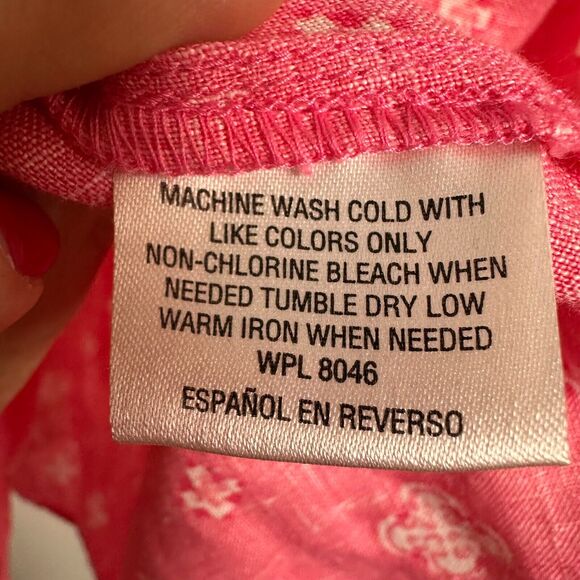 MACHINE WASH COLD WITH
LIKE COLORS ONLY
NON-CHLORINE BLEACH WHEN
NEEDED TUMBLE DRY LOW
WARM IRON WHEN NEEDED
WPL 8046
ESPAÑOL EN REVERSO